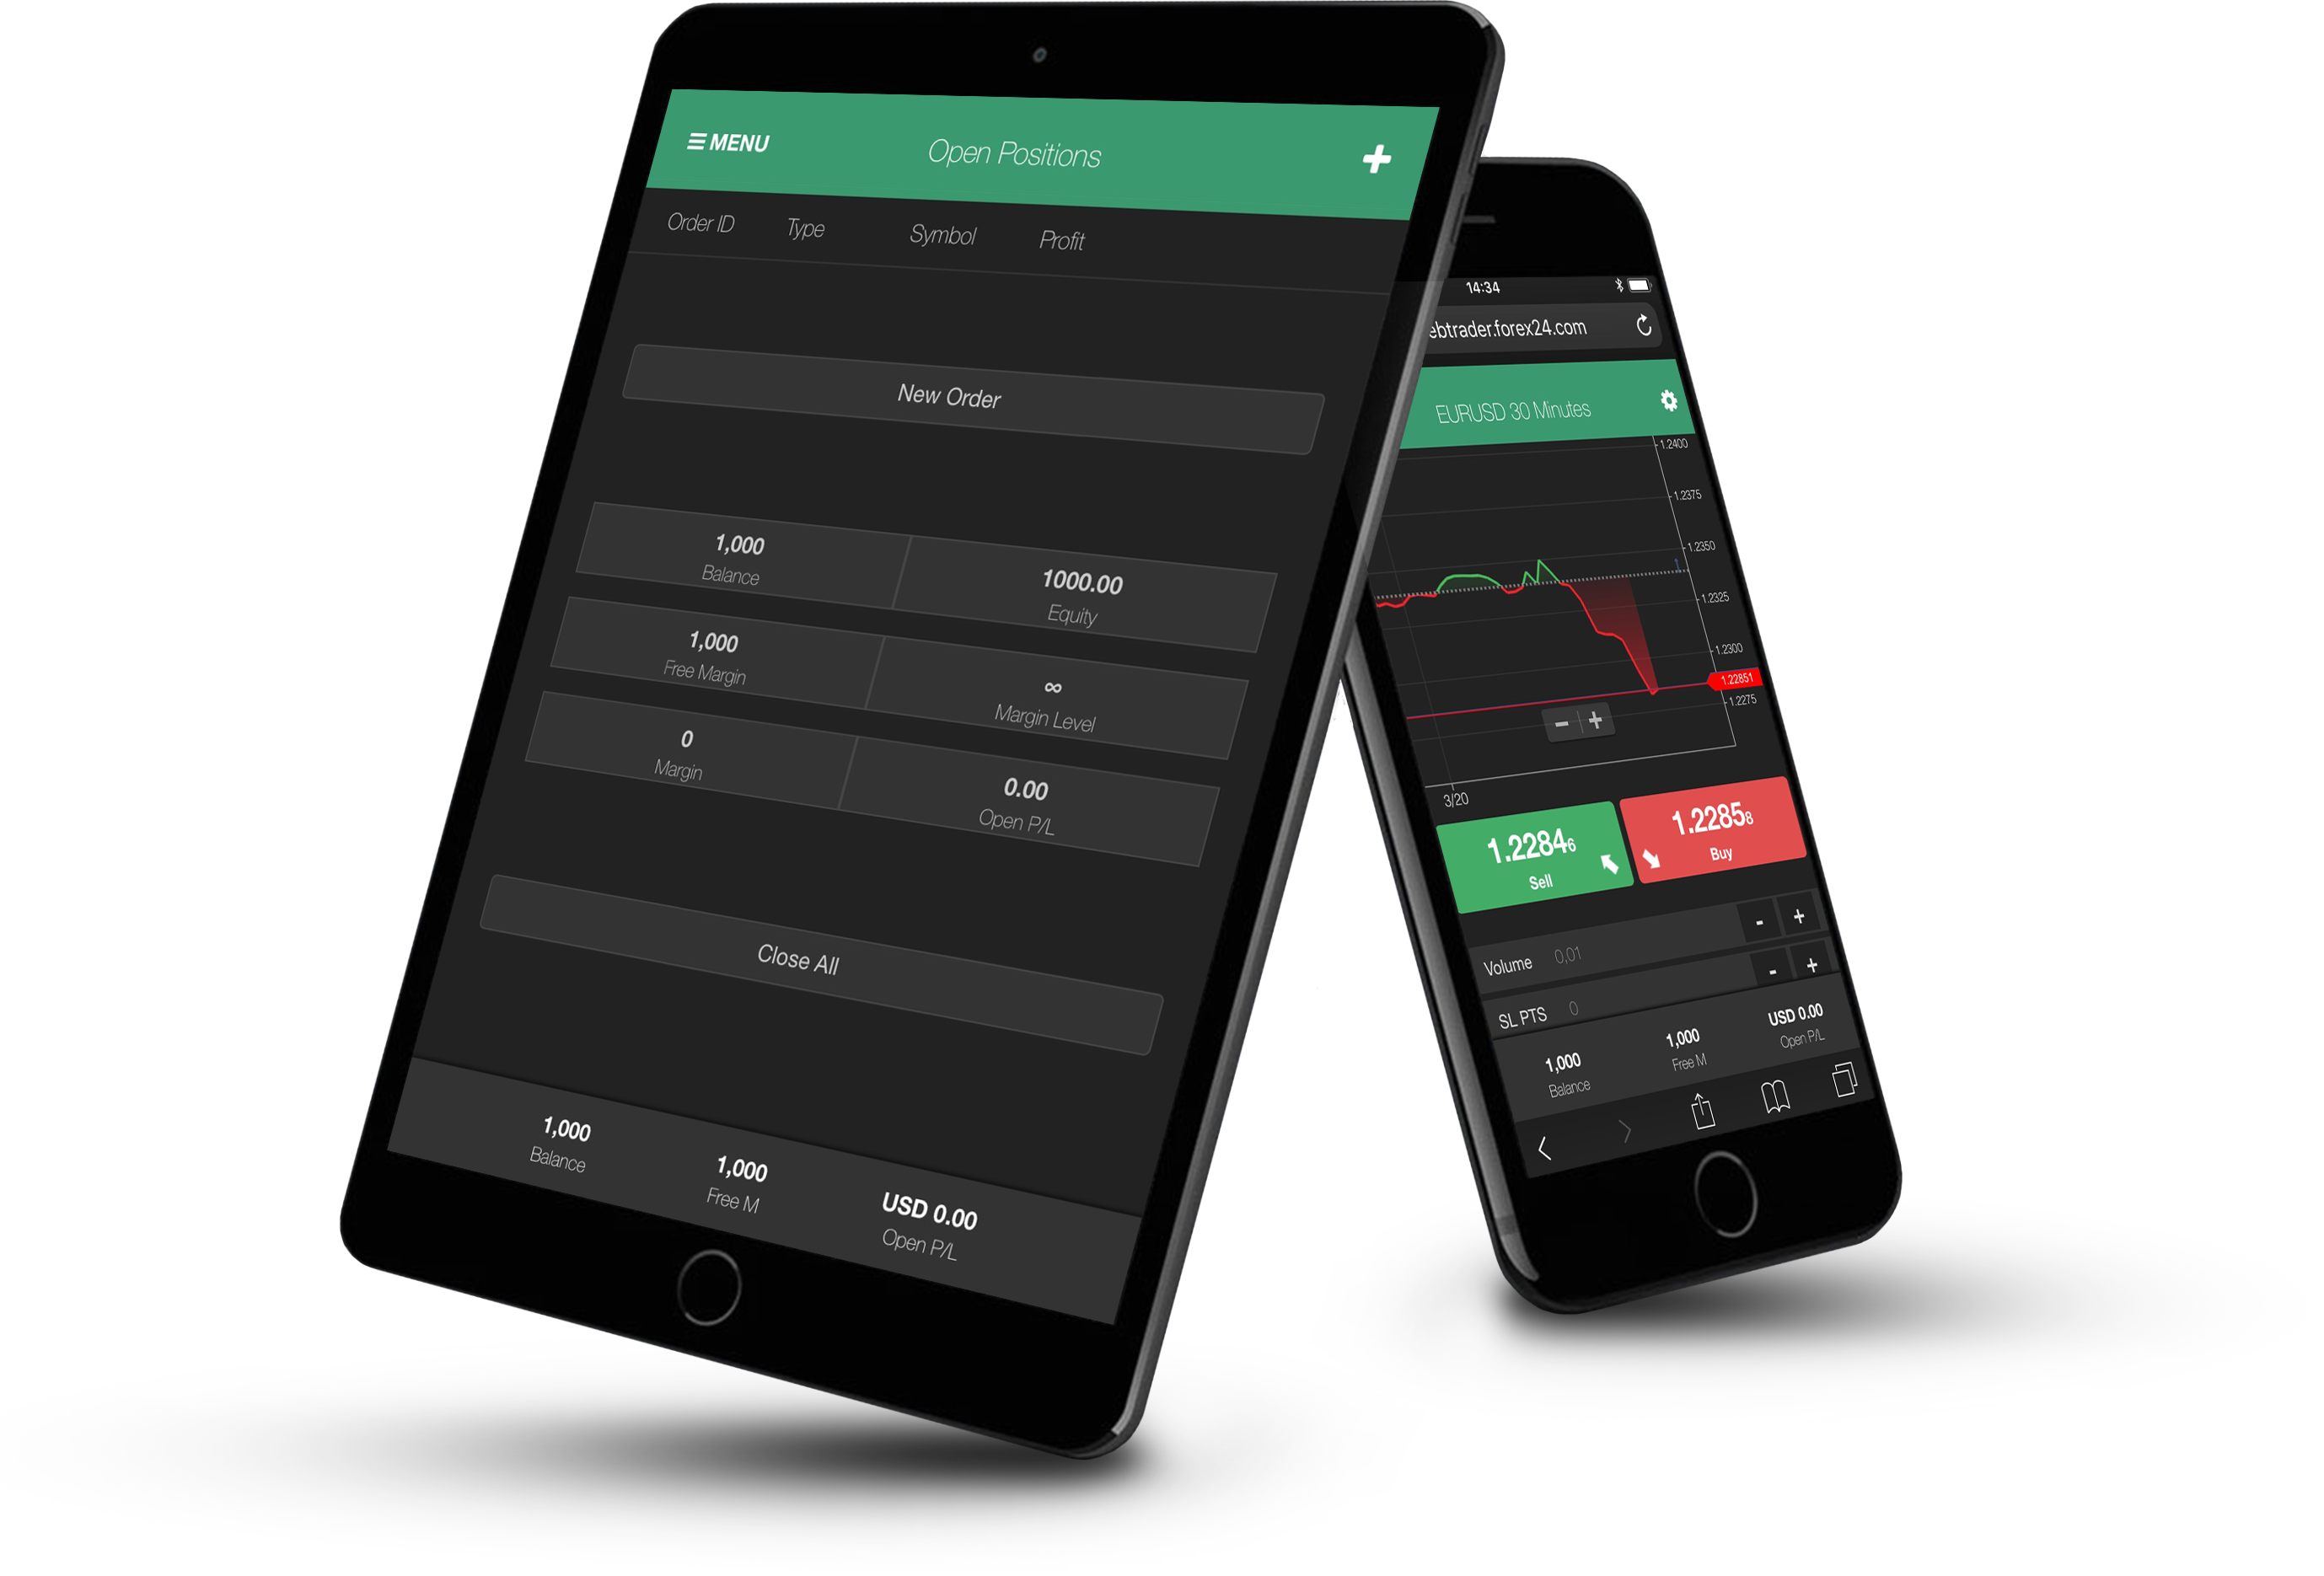 MENU
Open Positions
Order ID Type Symbol Profit
New Order
1,000
Balance
1000.00
Equity
1,000
Free Margin
∞
Margin Level
0
Margin
0.00
Open P/L
Close All
1,000
Balance
1,000
Free M
USD 0.00
Open P/L
14:34
ebtrader.forex24.com
EURUSD 30 Minutes
1.2400
1.2375
1.2350
1.2325
1.2300
1.22851
1.2275
3/20
1.22846
Sell
1.22858
Buy
Volume 0,01 - +
SL PTS 0 - +
1,000
Balance
1,000
Free M
USD 0.00
Open P/L